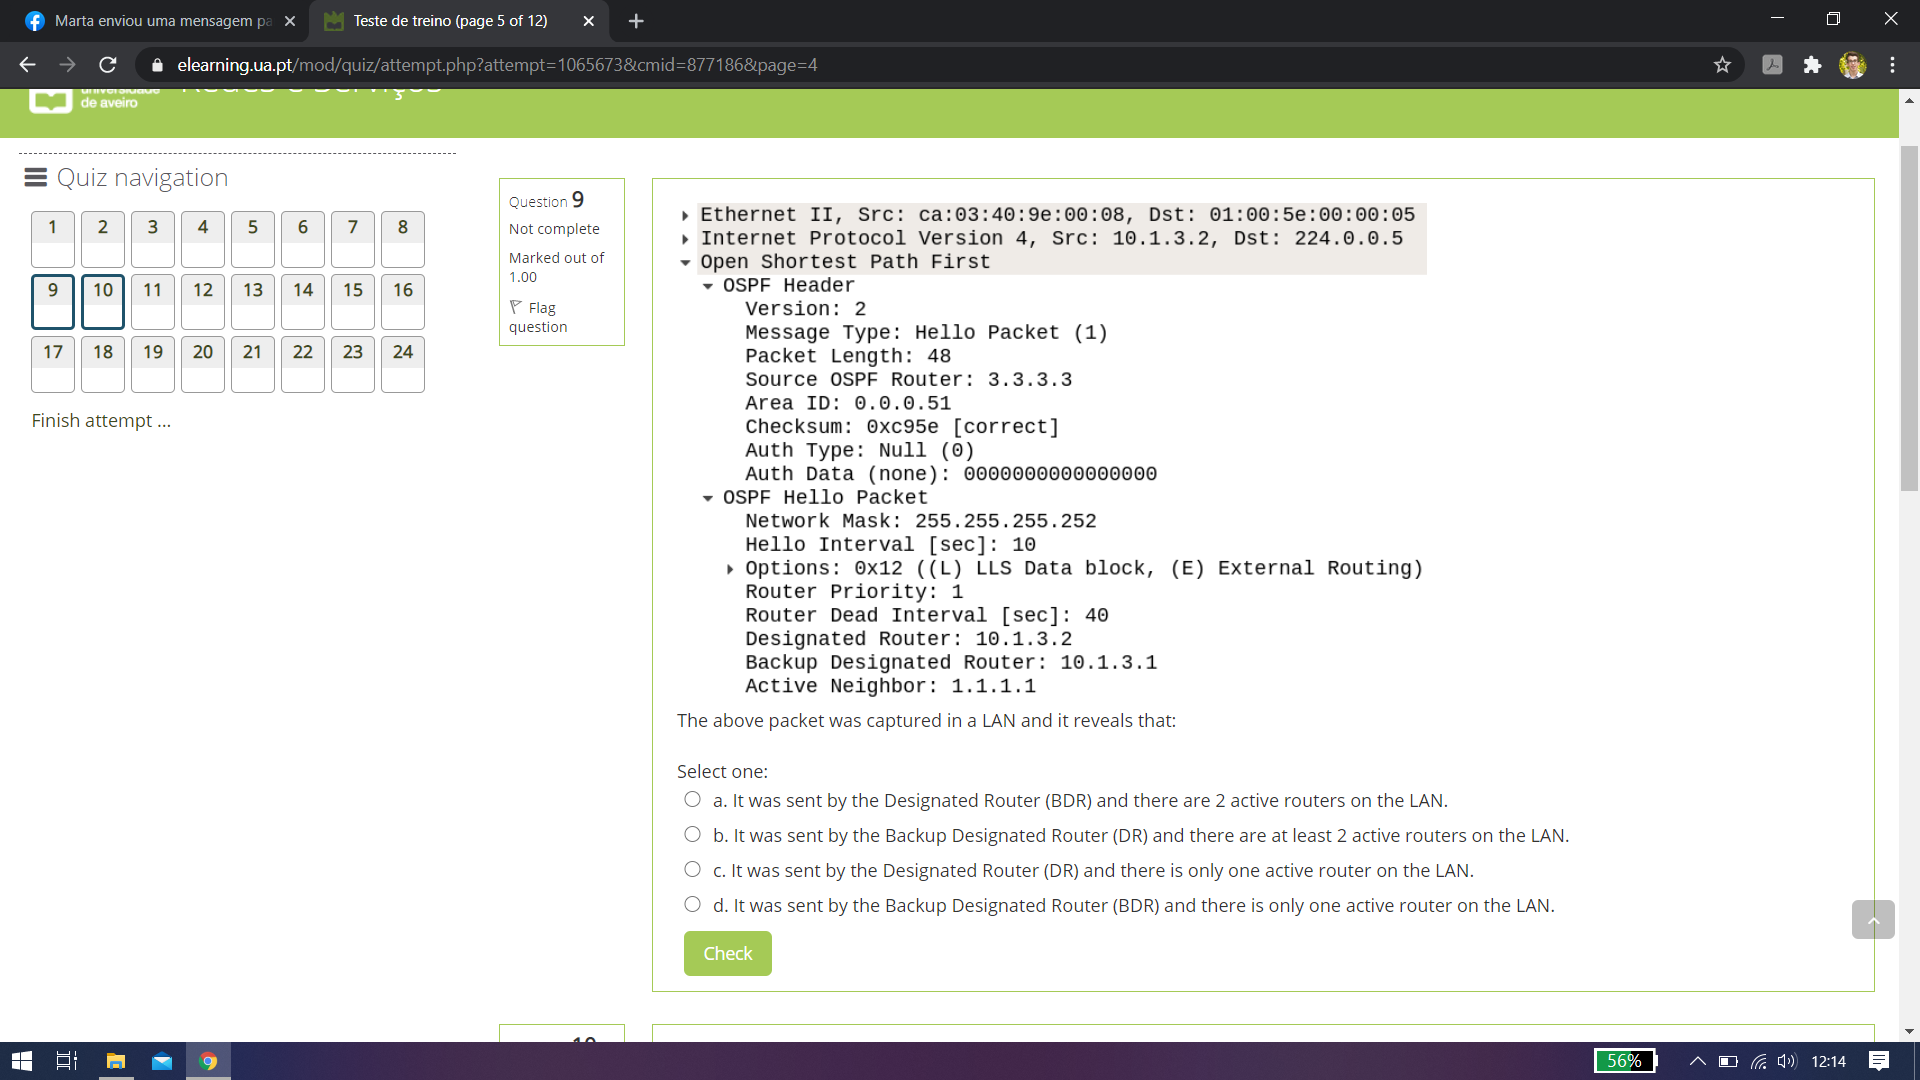 Marta enviou uma mensagem pa
Teste de treino (page 5 of 12)
elearning.ua.pt/mod/quiz/attempt.php?attempt=1065673&cmid=877186&page=4
universidade
de aveiro
Redes e Serviços
Quiz navigation
1 2 3 4 5 6 7 8
9 10 11 12 13 14 15 16
17 18 19 20 21 22 23 24
Finish attempt ...
Question 9
Not complete
Marked out of
1.00
Flag
question
Ethernet II, Src: ca:03:40:9e:00:08, Dst: 01:00:5e:00:00:05
Internet Protocol Version 4, Src: 10.1.3.2, Dst: 224.0.0.5
Open Shortest Path First
OSPF Header
Version: 2
Message Type: Hello Packet (1)
Packet Length: 48
Source OSPF Router: 3.3.3.3
Area ID: 0.0.0.51
Checksum: 0xc95e [correct]
Auth Type: Null (0)
Auth Data (none): 0000000000000000
OSPF Hello Packet
Network Mask: 255.255.255.252
Hello Interval [sec]: 10
Options: 0x12 ((L) LLS Data block, (E) External Routing)
Router Priority: 1
Router Dead Interval [sec]: 40
Designated Router: 10.1.3.2
Backup Designated Router: 10.1.3.1
Active Neighbor: 1.1.1.1
The above packet was captured in a LAN and it reveals that:
Select one:
a. It was sent by the Designated Router (BDR) and there are 2 active routers on the LAN.
b. It was sent by the Backup Designated Router (DR) and there are at least 2 active routers on the LAN.
c. It was sent by the Designated Router (DR) and there is only one active router on the LAN.
d. It was sent by the Backup Designated Router (BDR) and there is only one active router on the LAN.
Check
10
56%
12:14